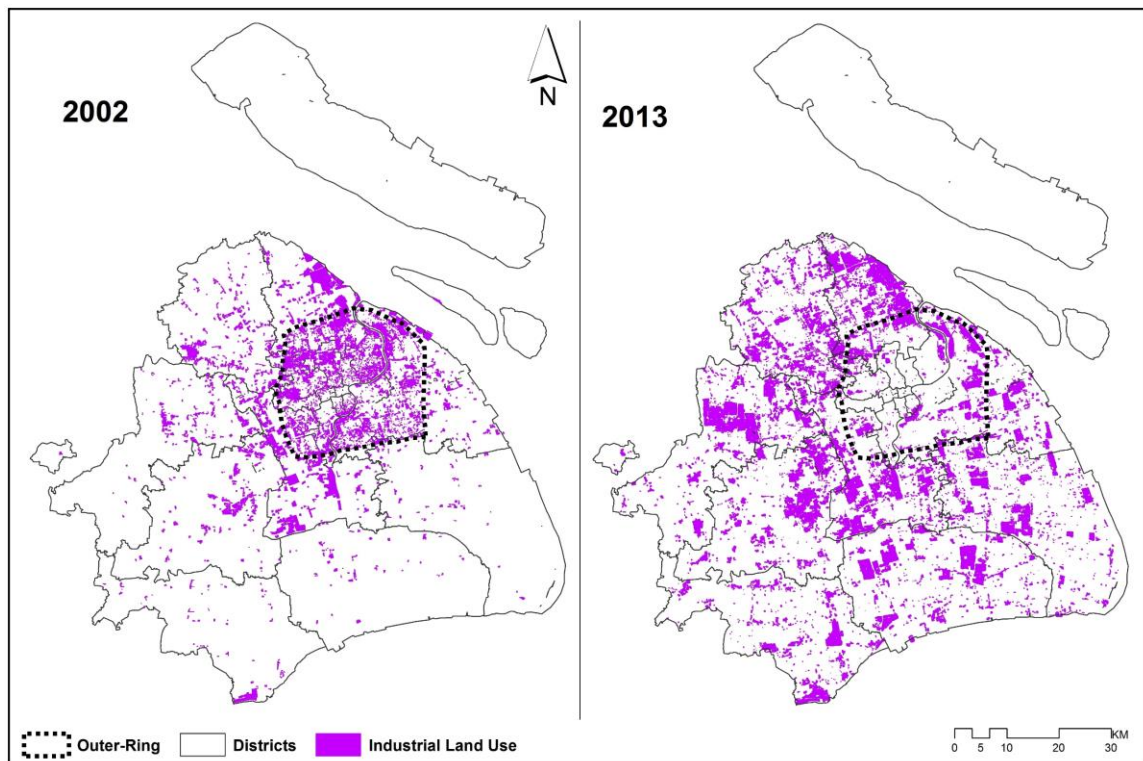 N
2002
2013
Outer-Ring
Districts
Industrial Land Use
KM
0 5 10 20 30